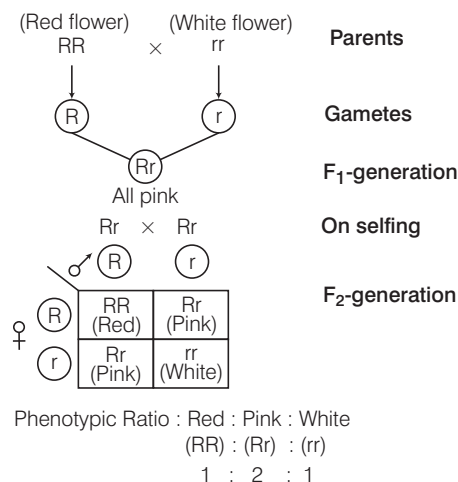 (Red flower) (White flower)
RR × rr Parents
R r Gametes
Rr F₁-generation
All pink
Rr × Rr On selfing
♂ R r
F₂-generation
♀ R RR (Red) Rr (Pink)
r Rr (Pink) rr (White)
Phenotypic Ratio : Red : Pink : White
(RR) : (Rr) : (rr)
1 : 2 : 1